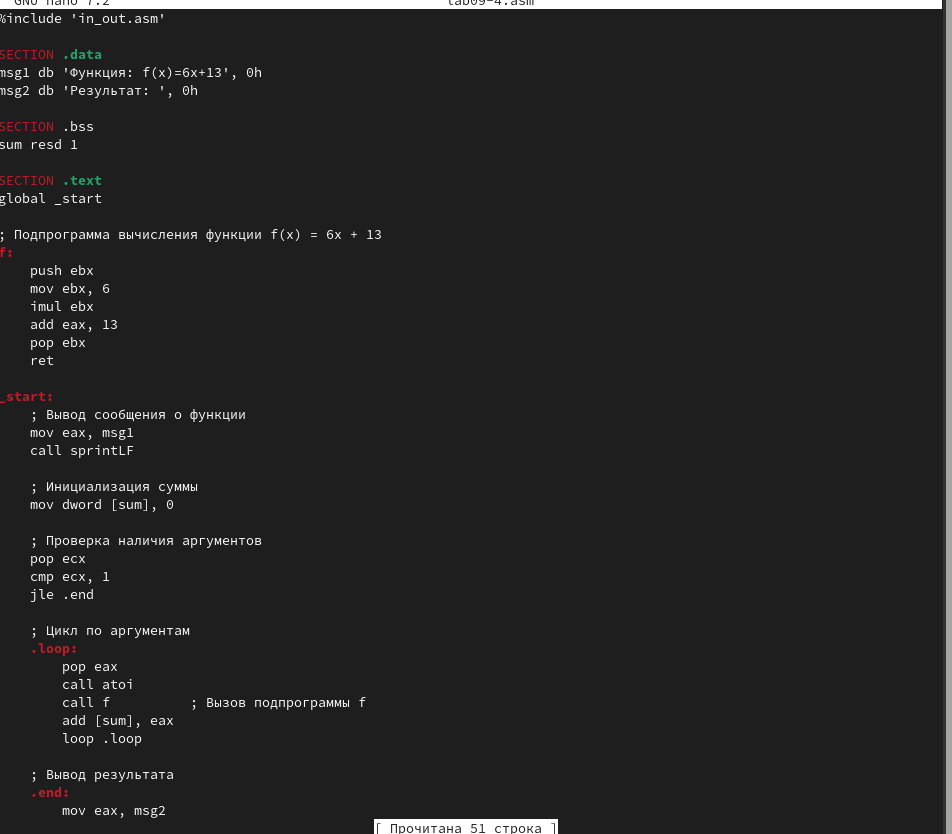 GNU nano 7.2 lab09-4.asm
%include 'in_out.asm'
SECTION .data
msg1 db 'Функция: f(x)=6x+13', 0h
msg2 db 'Результат: ', 0h
SECTION .bss
sum resd 1
SECTION .text
global _start
; Подпрограмма вычисления функции f(x) = 6x + 13
f:
push ebx
mov ebx, 6
imul ebx
add eax, 13
pop ebx
ret
_start:
; Вывод сообщения о функции
mov eax, msg1
call sprintLF
; Инициализация суммы
mov dword [sum], 0
; Проверка наличия аргументов
pop ecx
cmp ecx, 1
jle .end
; Цикл по аргументам
.loop:
pop eax
call atoi
call f ; Вызов подпрограммы f
add [sum], eax
loop .loop
; Вывод результата
.end:
mov eax, msg2
[ Прочитана 51 строка ]